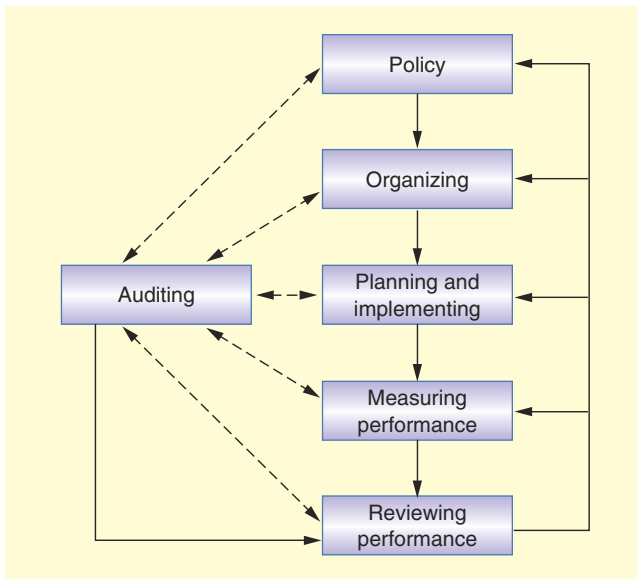 Policy
Organizing
Auditing
Planning and
implementing
Measuring
performance
Reviewing
performance